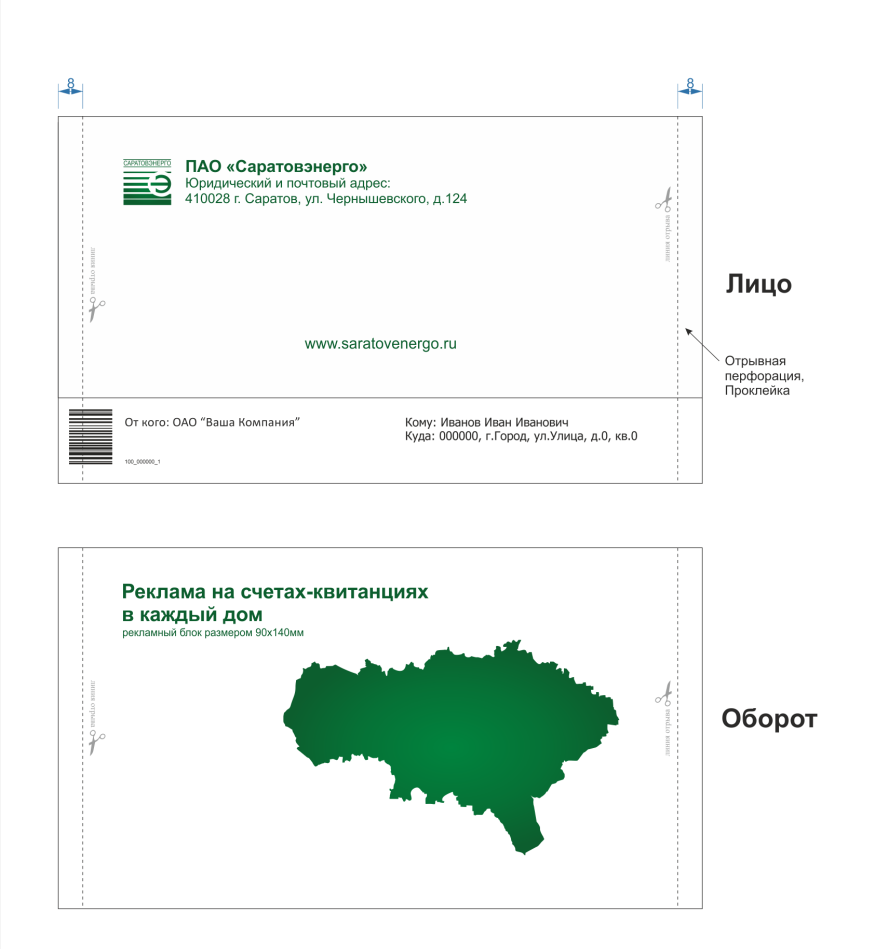 8
8
САРАТОВЭНЕРГО
ПАО «Саратовэнерго»
Юридический и почтовый адрес:
410028 г. Саратов, ул. Чернышевского, д.124
линия отрыва
линия отрыва
Лицо
www.saratovenergo.ru
Отрывная
перфорация,
Проклейка
От кого: ОАО “Ваша Компания”
Кому: Иванов Иван Иванович
Куда: 000000, г.Город, ул.Улица, д.0, кв.0
100_000000_1
Реклама на счетах-квитанциях
в каждый дом
рекламный блок размером 90х140мм
линия отрыва
линия отрыва
Оборот